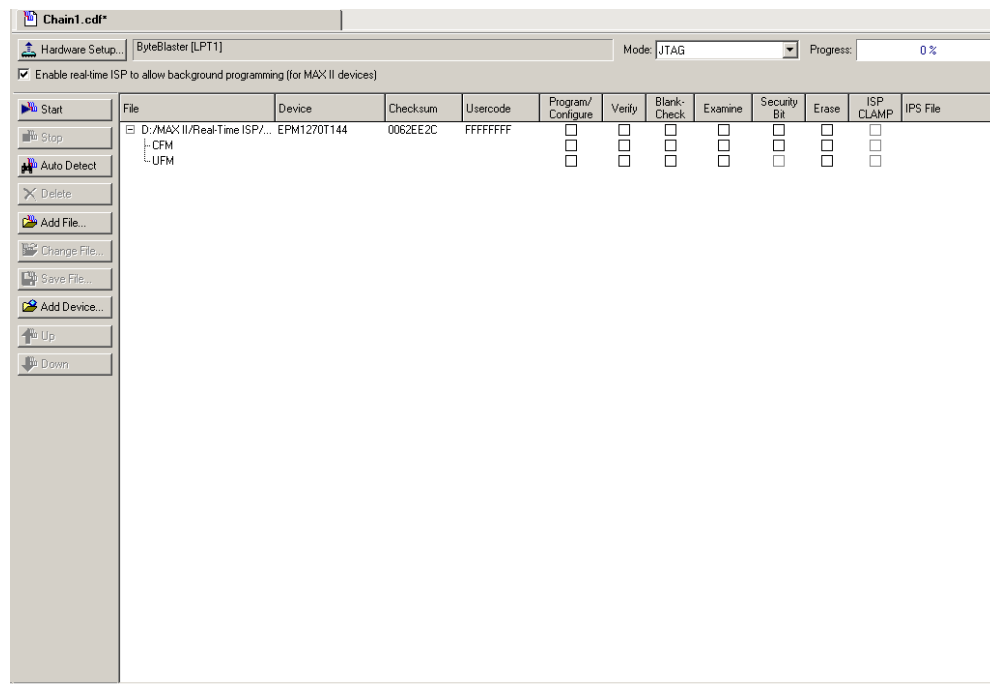 Chain1.cdf*
Hardware Setup... ByteBlaster [LPT1] Mode: JTAG Progress: 0 %
Enable real-time ISP to allow background programming (for MAX II devices)
Start
Stop
Auto Detect
Delete
Add File...
Change File...
Save File...
Add Device...
Up
Down
File Device Checksum Usercode Program/ Configure Verify Blank- Check Examine Security Bit Erase ISP CLAMP IPS File
D:/MAX II/Real-Time ISP/... EPM1270T144 0062EE2C FFFFFFFF
CFM
UFM